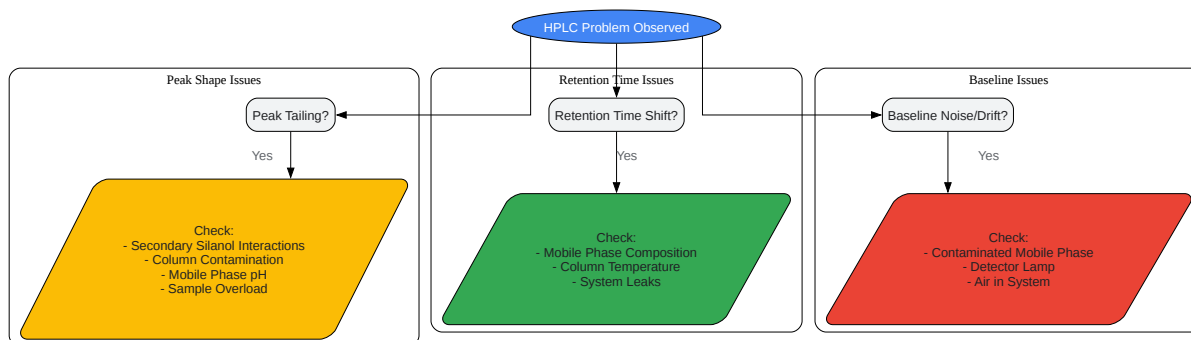 HPLC Problem Observed
Peak Shape Issues
Peak Tailing?
Yes
Check:
- Secondary Silanol Interactions
- Column Contamination
- Mobile Phase pH
- Sample Overload
Retention Time Issues
Retention Time Shift?
Yes
Check:
- Mobile Phase Composition
- Column Temperature
- System Leaks
Baseline Issues
Baseline Noise/Drift?
Yes
Check:
- Contaminated Mobile Phase
- Detector Lamp
- Air in System